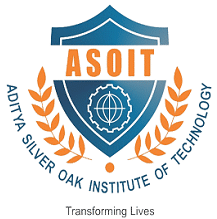 ASOIT
ADITYA SILVER OAK INSTITUTE OF TECHNOLOGY
Transforming Lives